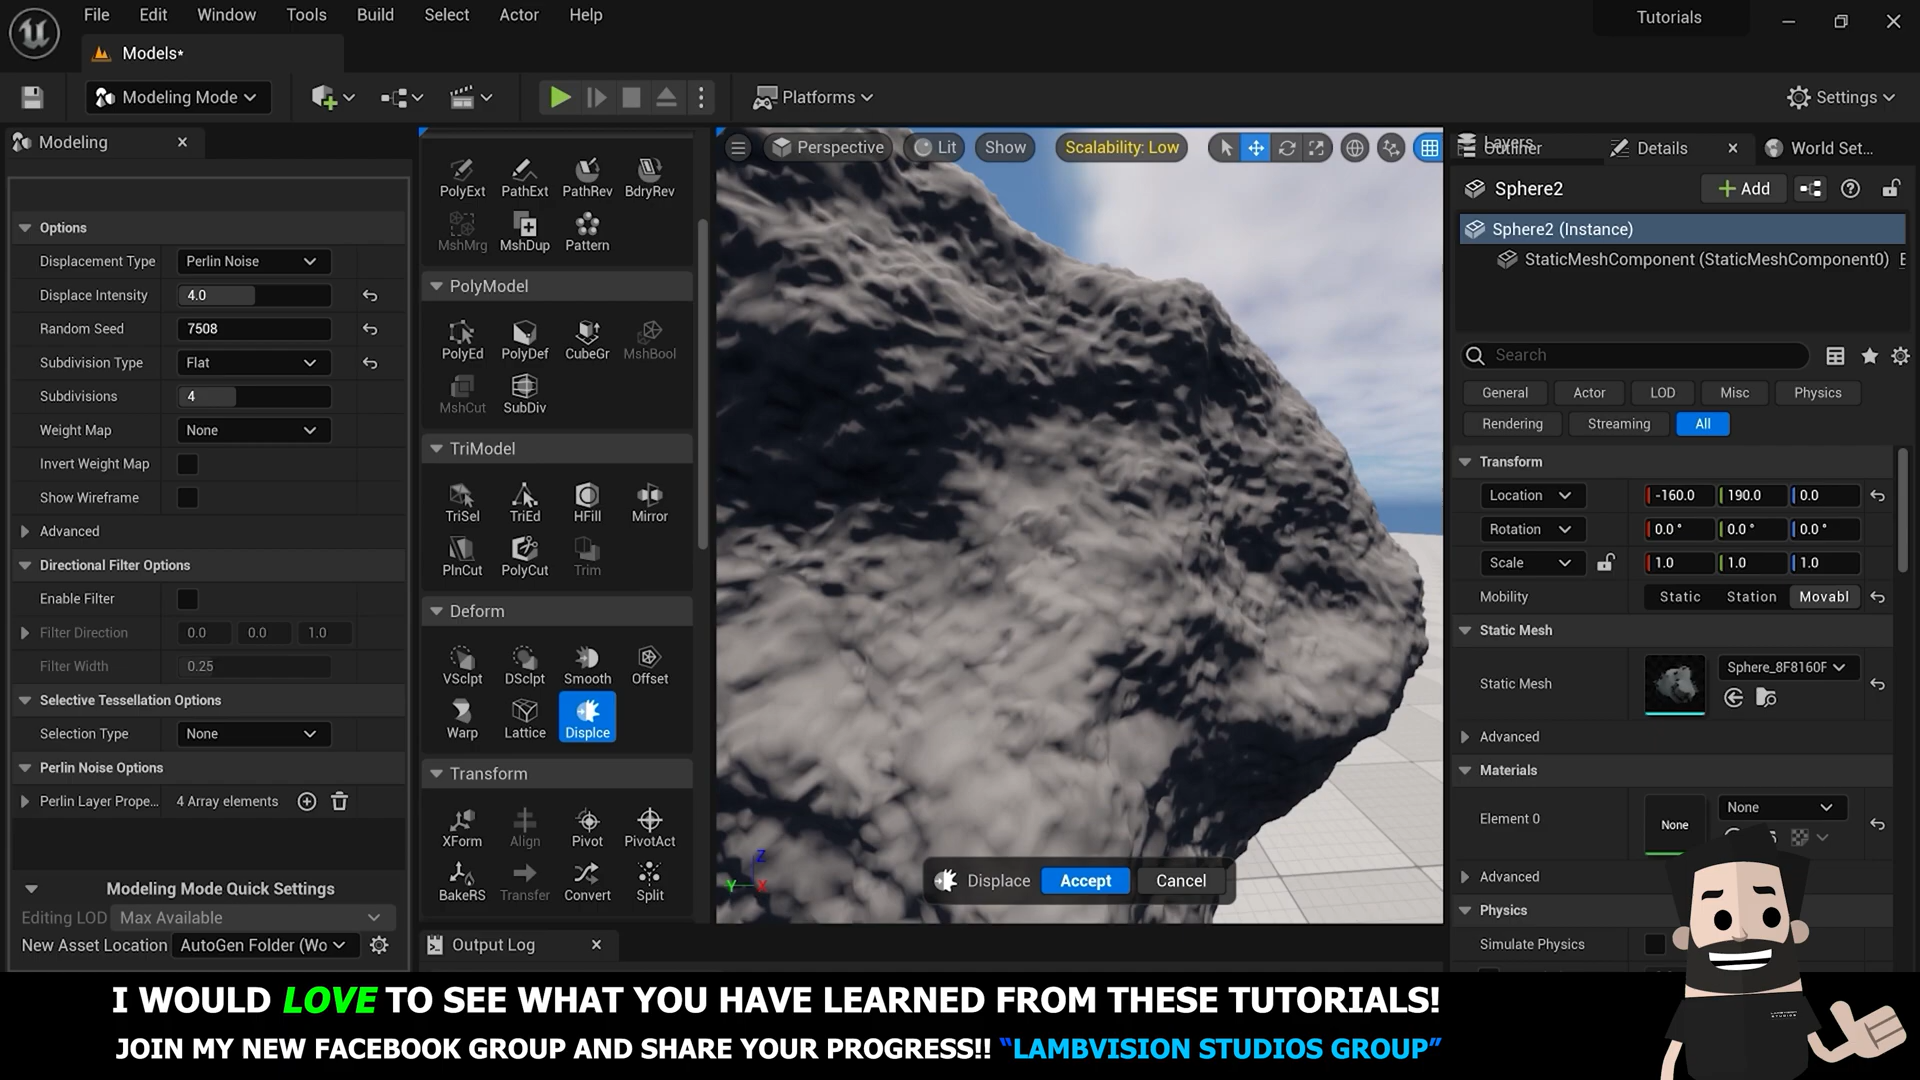 File Edit Window Tools Build Select Actor Help
Tutorials
Models*
Modeling Mode
Platforms
Settings
Modeling
Options
Displacement Type Perlin Noise
Displace Intensity 4.0
Random Seed 7508
Subdivision Type Flat
Subdivisions 4
Weight Map None
Invert Weight Map
Show Wireframe
Advanced
Directional Filter Options
Enable Filter
Filter Direction 0.0 0.0 1.0
Filter Width 0.25
Selective Tessellation Options
Selection Type None
Perlin Noise Options
Perlin Layer Prope... 4 Array elements
Modeling Mode Quick Settings
Editing LOD Max Available
New Asset Location AutoGen Folder (Wo
PolyExt PathExt PathRev BdryRev
MshMrg MshDup Pattern
PolyModel
PolyEd PolyDef CubeGr MshBool
MshCut SubDiv
TriModel
TriSel TriEd HFill Mirror
PlnCut PolyCut Trim
Deform
VSclpt DSclpt Smooth Offset
Warp Lattice Displce
Transform
XForm Align Pivot PivotAct
BakeRS Transfer Convert Split
Perspective Lit Show Scalability: Low
Z
Y X
Displace Accept Cancel
Output Log
Layers
Outliner Details World Set...
Sphere2 Add
Sphere2 (Instance)
StaticMeshComponent (StaticMeshComponent0) E
Search
General Actor LOD Misc Physics
Rendering Streaming All
Transform
Location -160.0 190.0 0.0
Rotation 0.0 ° 0.0 ° 0.0 °
Scale 1.0 1.0 1.0
Mobility Static Station Movabl
Static Mesh
Static Mesh Sphere_8F8160F
Advanced
Materials
Element 0 None None
Advanced
Physics
Simulate Physics
I WOULD LOVE TO SEE WHAT YOU HAVE LEARNED FROM THESE TUTORIALS!
JOIN MY NEW FACEBOOK GROUP AND SHARE YOUR PROGRESS!! “LAMBVISION STUDIOS GROUP”